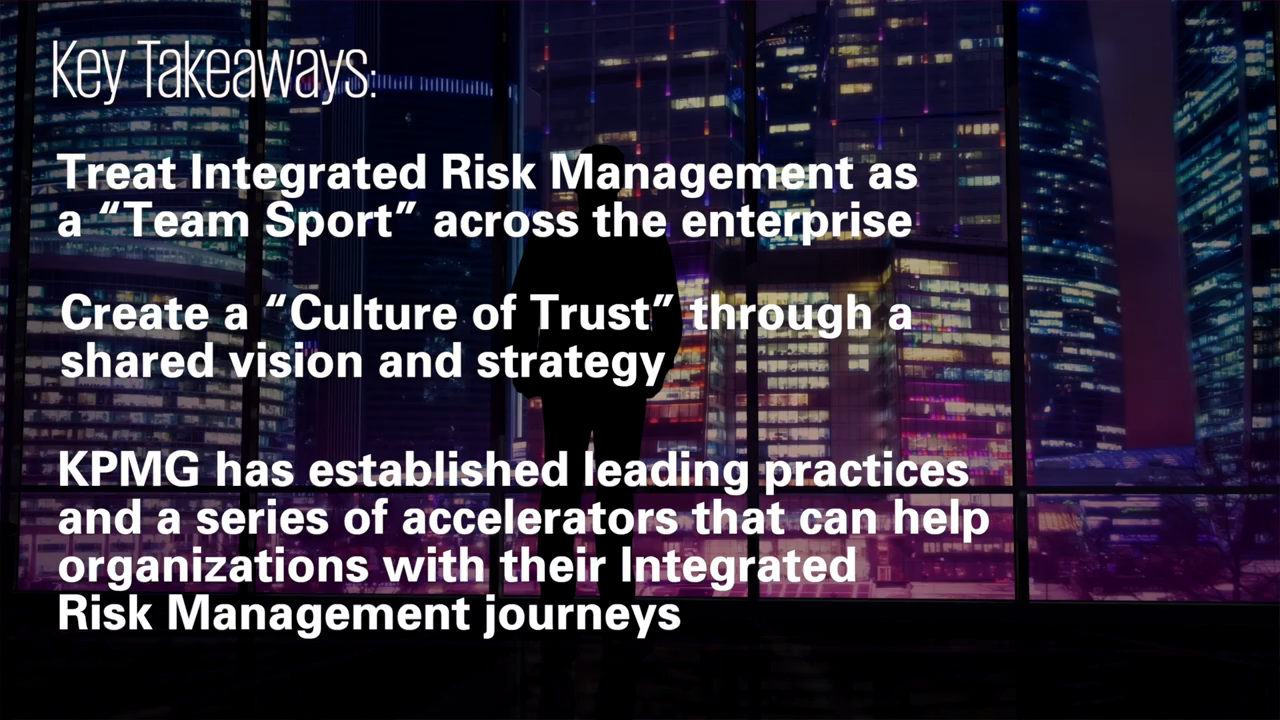 Key Takeaways:
Treat Integrated Risk Management as
a “Team Sport” across the enterprise
Create a “Culture of Trust” through a
shared vision and strategy
KPMG has established leading practices
and a series of accelerators that can help
organizations with their Integrated
Risk Management journeys